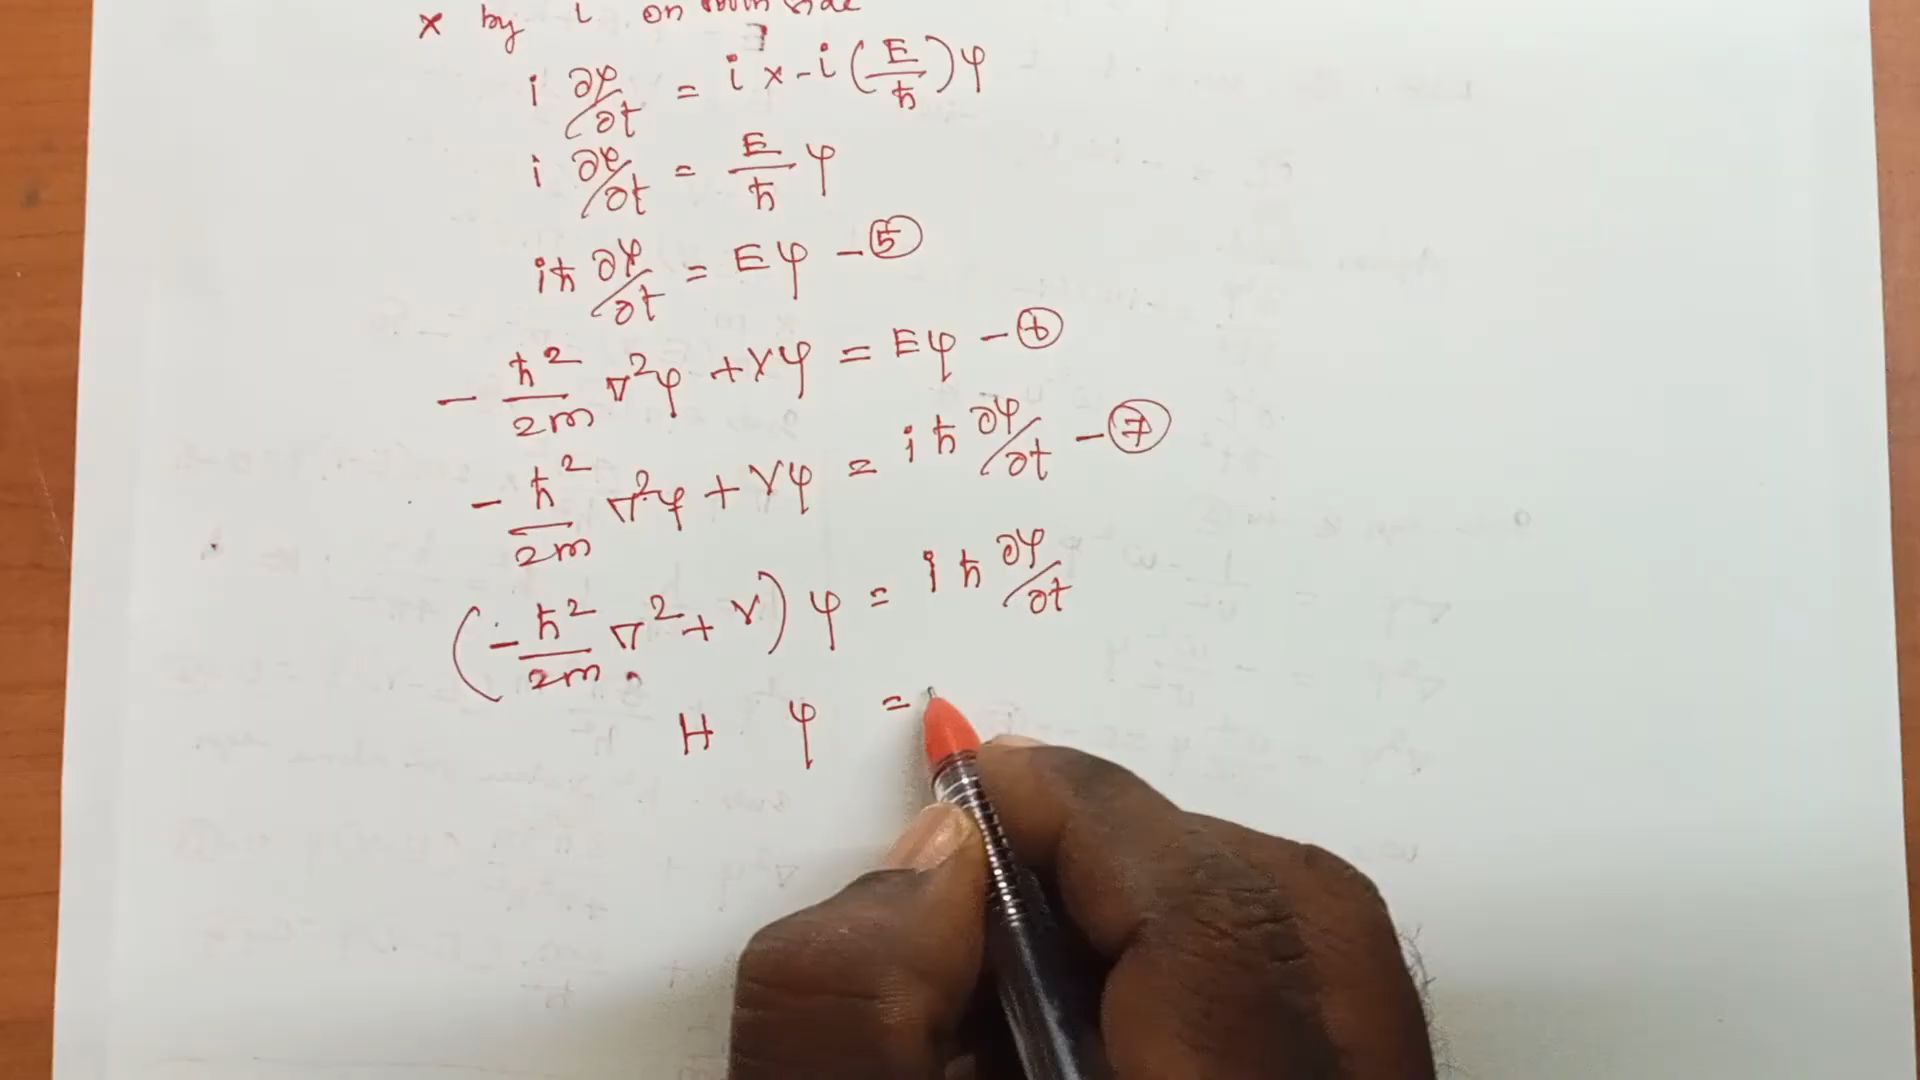 x by i on both side
i ∂ψ/∂t = i x -i (E/ħ) ψ
i ∂ψ/∂t = E/ħ ψ
iħ ∂ψ/∂t = Eψ - ⑤
- ħ²/2m ∇²ψ + Vψ = Eψ - ⑥
- ħ²/2m ∇²ψ + Vψ = iħ ∂ψ/∂t - ⑦
(- ħ²/2m ∇² + V) ψ = iħ ∂ψ/∂t
H ψ =